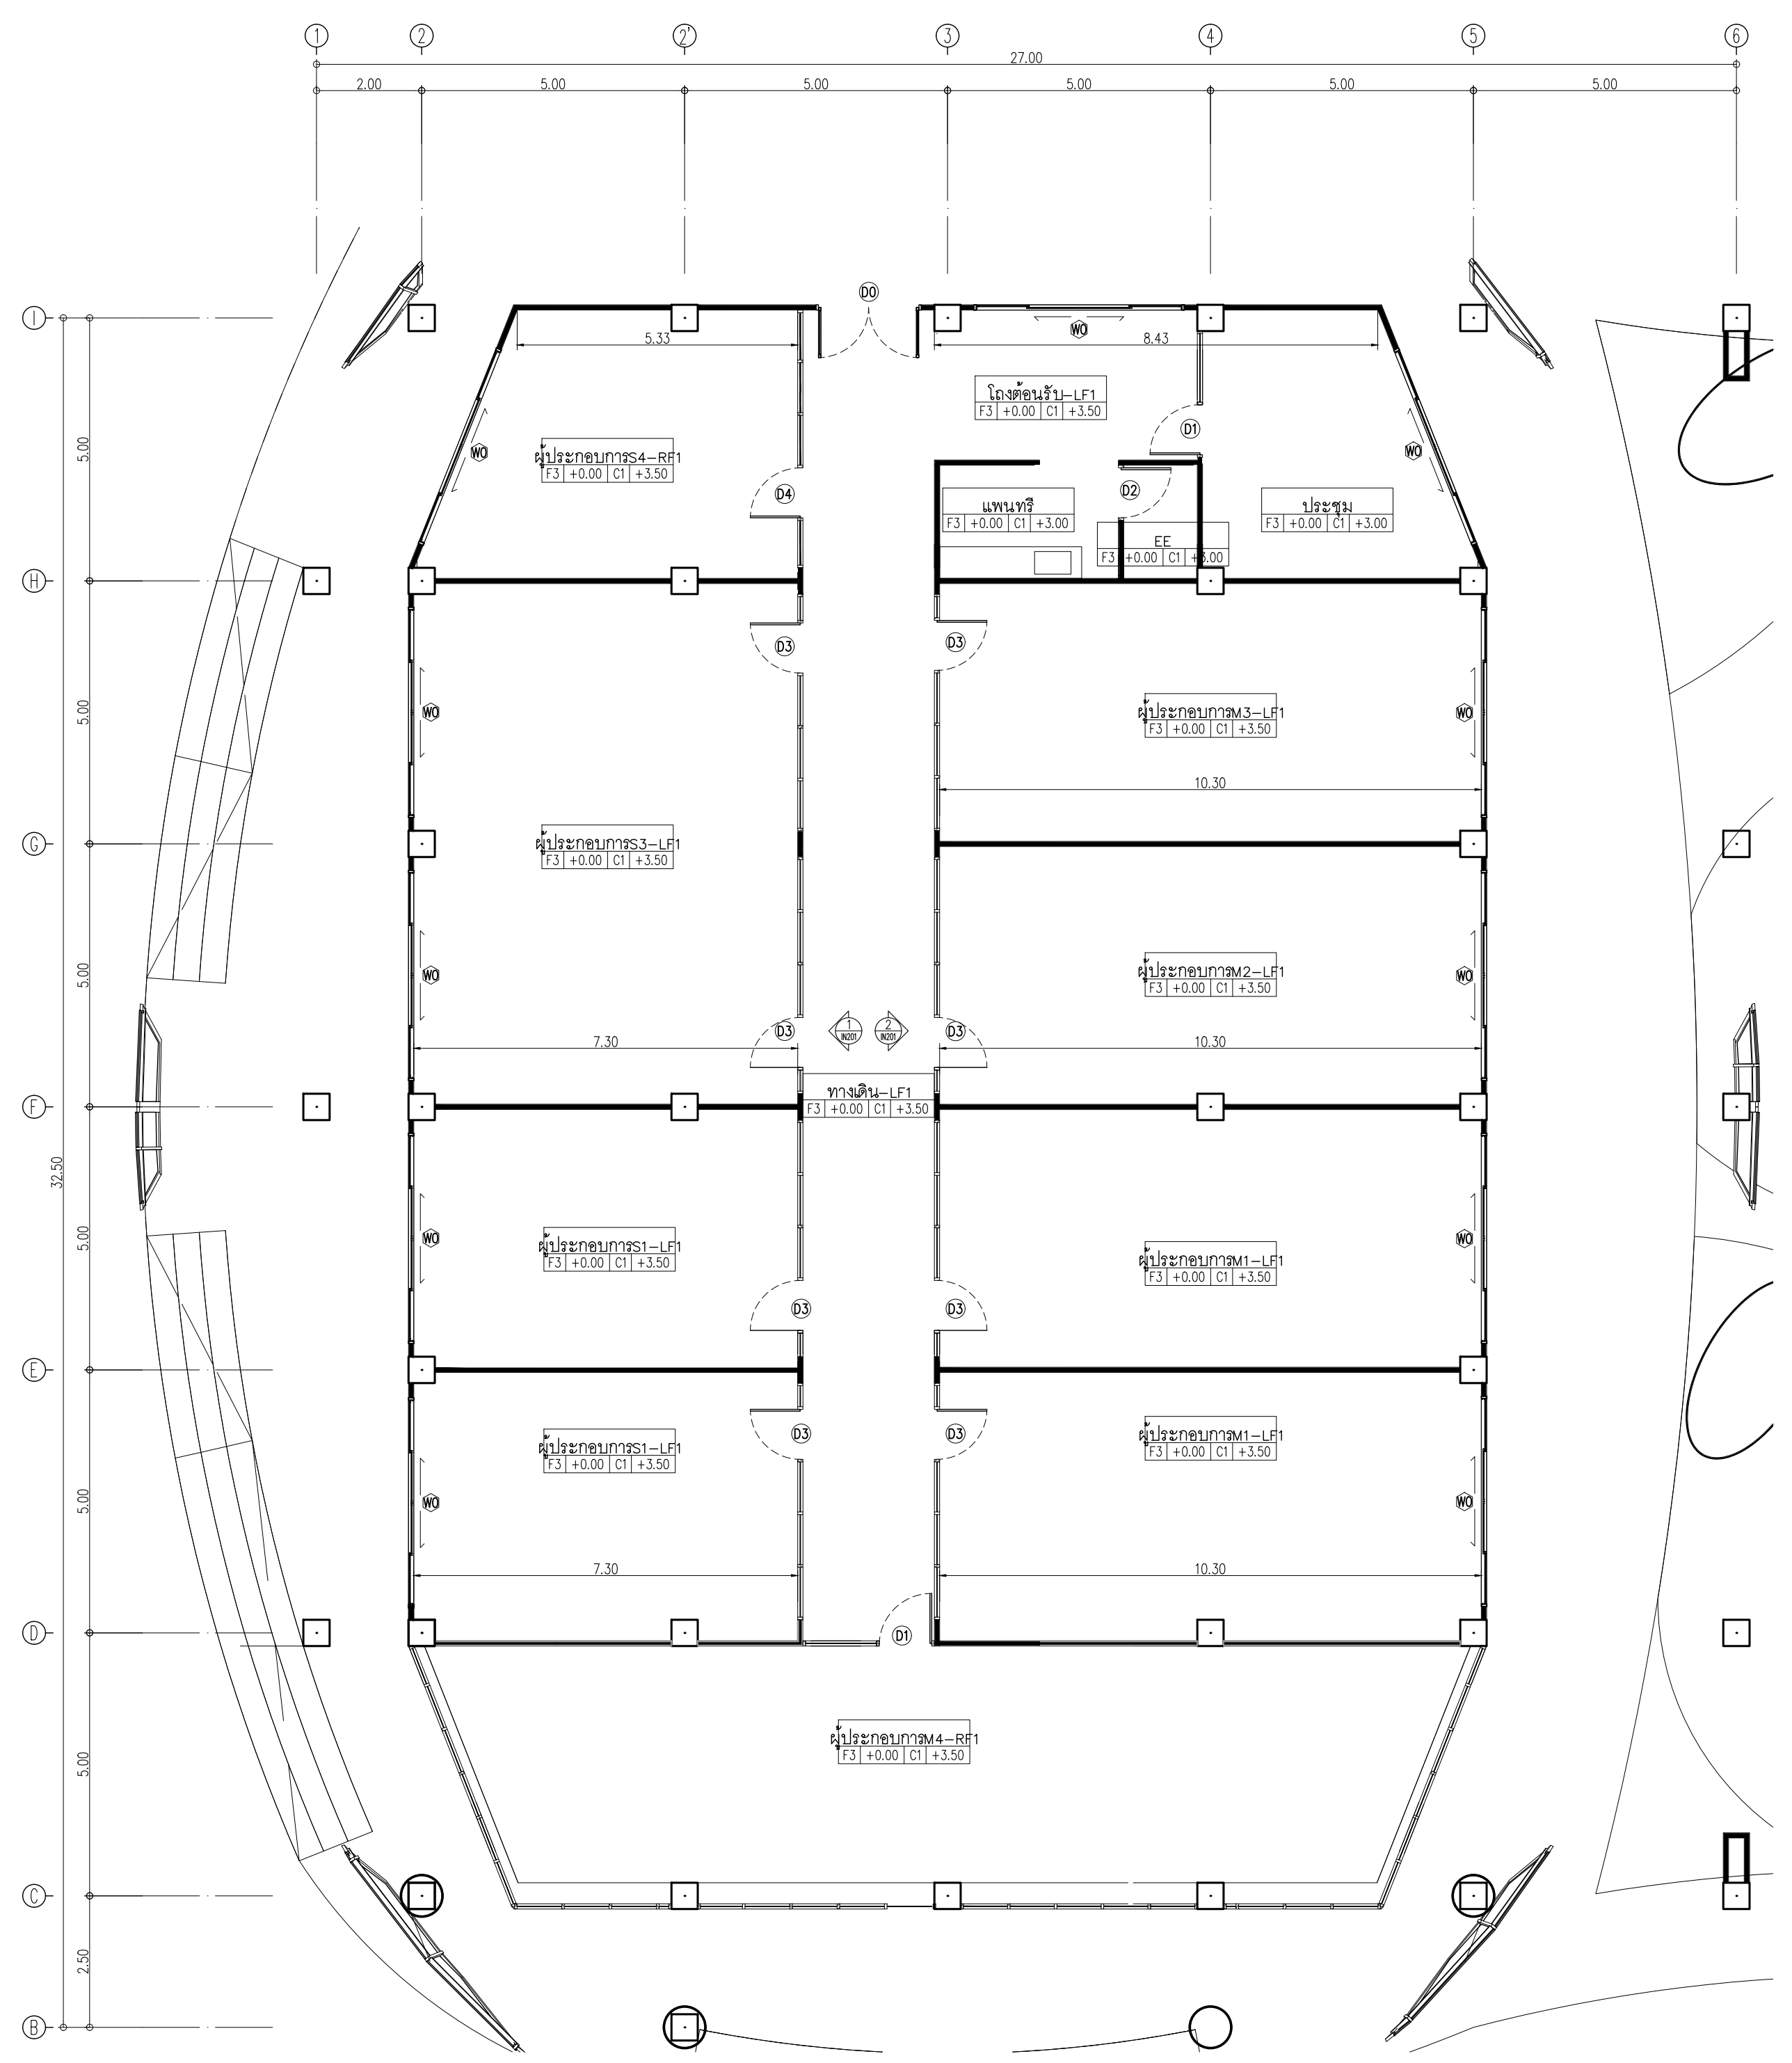 1 2 2' 3 4 5 6
27.00
2.00 5.00 5.00 5.00 5.00 5.00
I
D0
W0
5.33 8.43
โถงต้อนรับ-LF1
F3 +0.00 C1 +3.50
D1
5.00
W0
W0
ผู้ประกอบการS4-RF1
F3 +0.00 C1 +3.50
D4
D2
แพนทรี
F3 +0.00 C1 +3.00
ประชุม
F3 +0.00 C1 +3.00
EE
F3 +0.00 C1 +3.00
H
D3 D3
5.00
W0 W0
ผู้ประกอบการM3-LF1
F3 +0.00 C1 +3.50
10.30
G
ผู้ประกอบการS3-LF1
F3 +0.00 C1 +3.50
5.00
W0 W0
ผู้ประกอบการM2-LF1
F3 +0.00 C1 +3.50
D3 1 IN201 2 IN201 D3
7.30 10.30
F
ทางเดิน-LF1
F3 +0.00 C1 +3.50
32.50
5.00
W0 W0
ผู้ประกอบการS1-LF1
F3 +0.00 C1 +3.50
ผู้ประกอบการM1-LF1
F3 +0.00 C1 +3.50
D3 D3
E
D3 D3
ผู้ประกอบการS1-LF1
F3 +0.00 C1 +3.50
ผู้ประกอบการM1-LF1
F3 +0.00 C1 +3.50
5.00
W0 W0
7.30 10.30
D
D1
5.00
ผู้ประกอบการM4-RF1
F3 +0.00 C1 +3.50
C
2.50
B